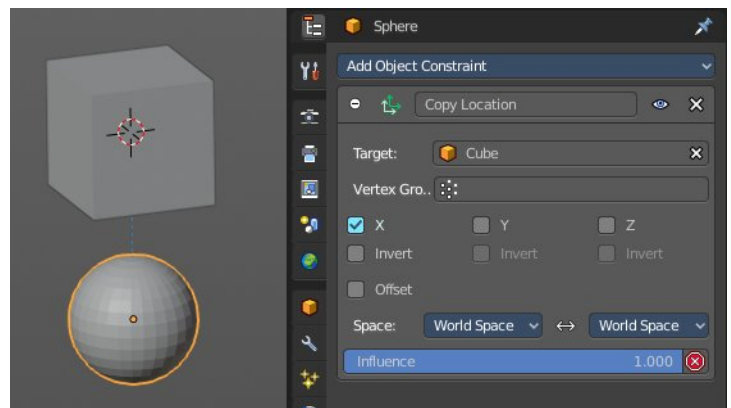 Sphere
Add Object Constraint
Copy Location
Target: Cube
Vertex Gro..
X Y Z
Invert Invert Invert
Offset
Space: World Space World Space
Influence 1.000